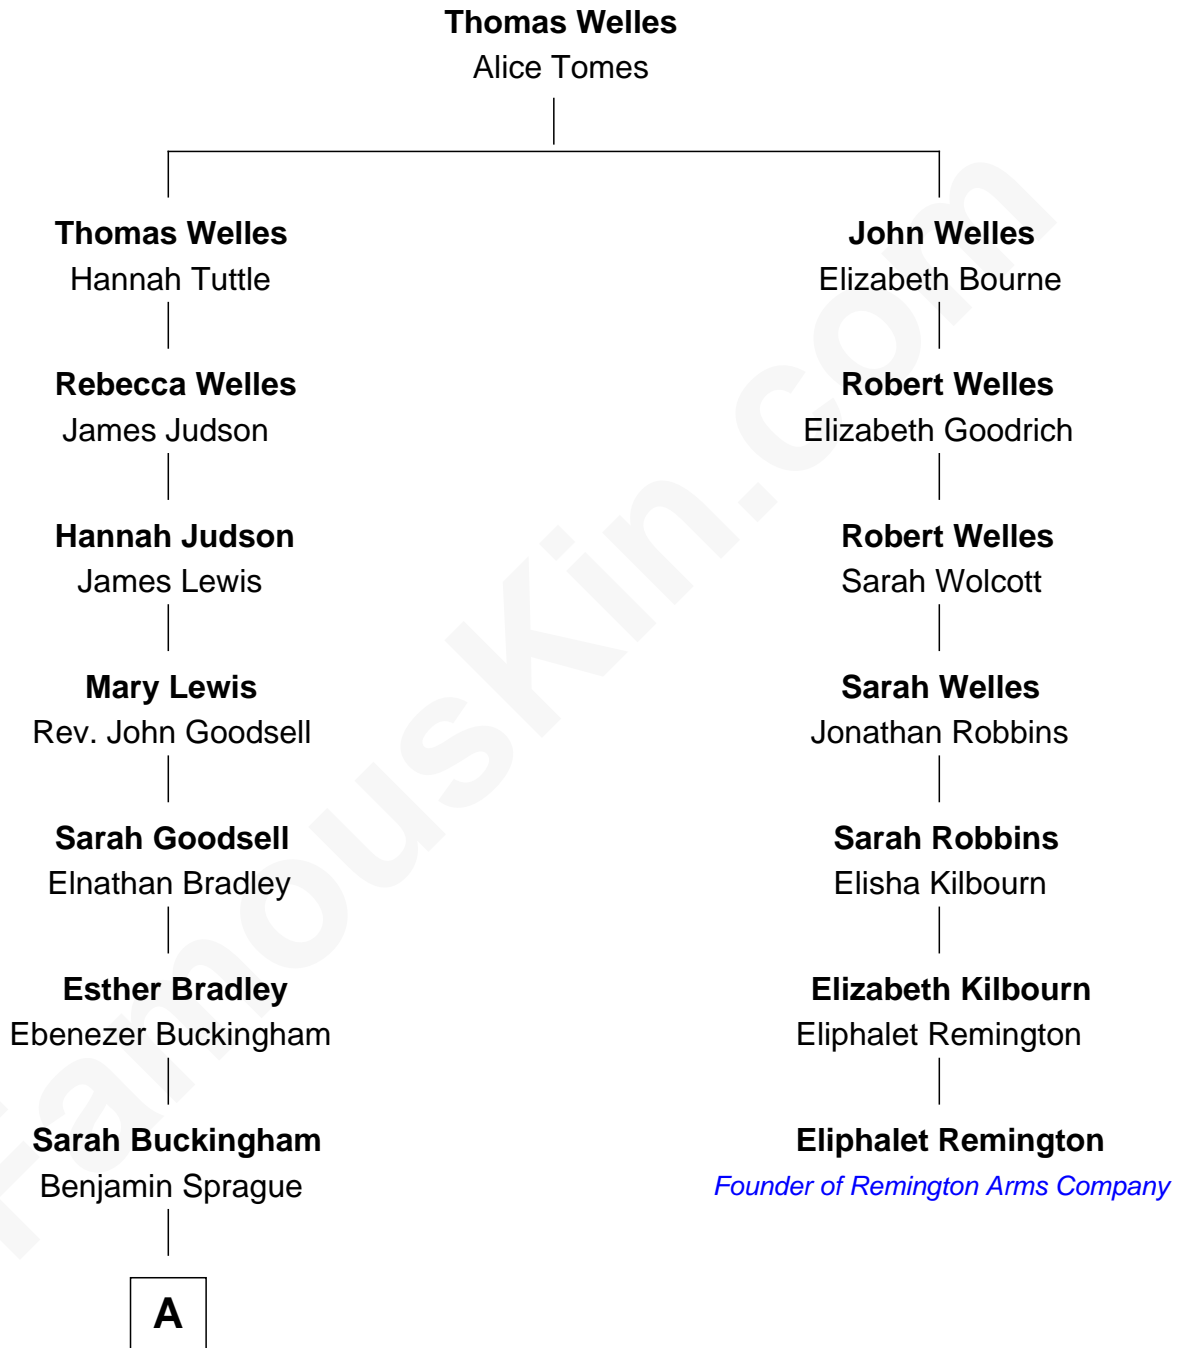 Thomas Welles
Alice Tomes
Thomas Welles
Hannah Tuttle
Rebecca Welles
James Judson
Hannah Judson
James Lewis
Mary Lewis
Rev. John Goodsell
Sarah Goodsell
Elnathan Bradley
Esther Bradley
Ebenezer Buckingham
Sarah Buckingham
Benjamin Sprague
A
John Welles
Elizabeth Bourne
Robert Welles
Elizabeth Goodrich
Robert Welles
Sarah Wolcott
Sarah Welles
Jonathan Robbins
Sarah Robbins
Elisha Kilbourn
Elizabeth Kilbourn
Eliphalet Remington
Eliphalet Remington
Founder of Remington Arms Company
FamousKin.com